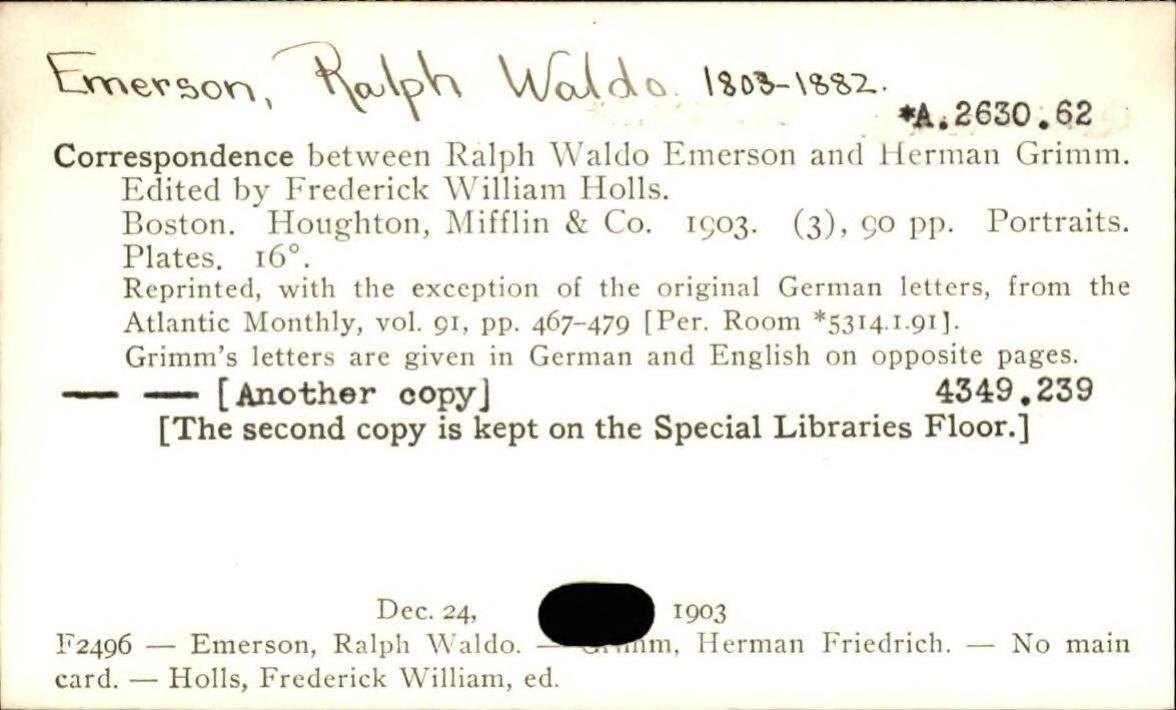 Emerson, Ralph Waldo. 1803-1882.
*A.2630.62
Correspondence between Ralph Waldo Emerson and Herman Grimm.
Edited by Frederick William Holls.
Boston. Houghton, Mifflin & Co. 1903. (3), 90 pp. Portraits.
Plates. 16°.
Reprinted, with the exception of the original German letters, from the
Atlantic Monthly, vol. 91, pp. 467–479 [Per. Room *5314.1.91].
Grimm's letters are given in German and English on opposite pages.
— — [Another copy] 4349.239
[The second copy is kept on the Special Libraries Floor.]
Dec. 24, 1903
F2496 — Emerson, Ralph Waldo. — Grimm, Herman Friedrich. — No main
card. — Holls, Frederick William, ed.